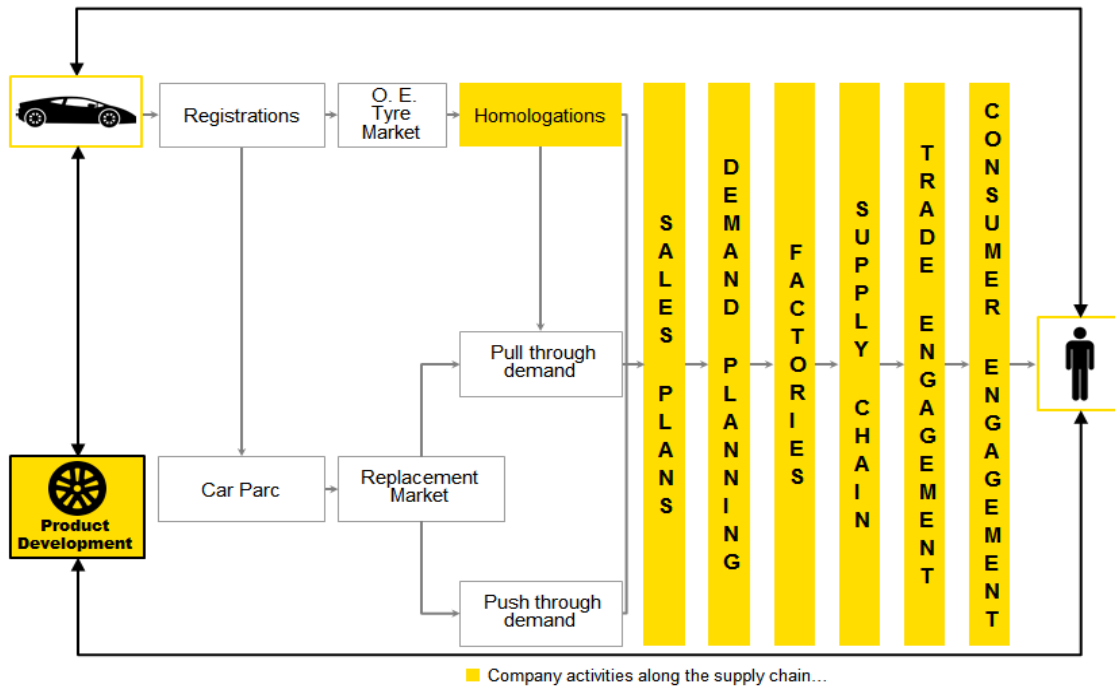 Registrations
O. E.
Tyre
Market
Homologations
Pull through
demand
Car Parc
Replacement
Market
Push through
demand
Product
Development
SALES PLANS
DEMAND PLANNING
FACTORIES
SUPPLY CHAIN
TRADE ENGAGEMENT
CONSUMER ENGAGEMENT
Company activities along the supply chain…